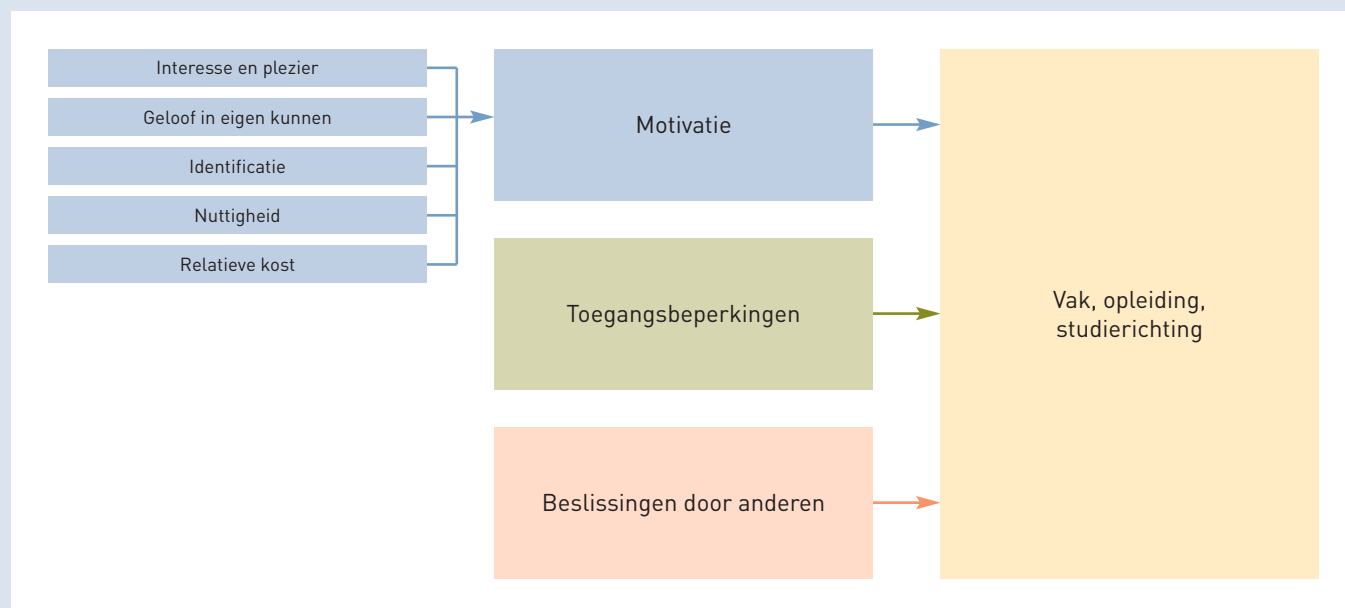 Interesse en plezier
Geloof in eigen kunnen
Identificatie
Nuttigheid
Relatieve kost
Motivatie
Toegangsbeperkingen
Beslissingen door anderen
Vak, opleiding,
studierichting